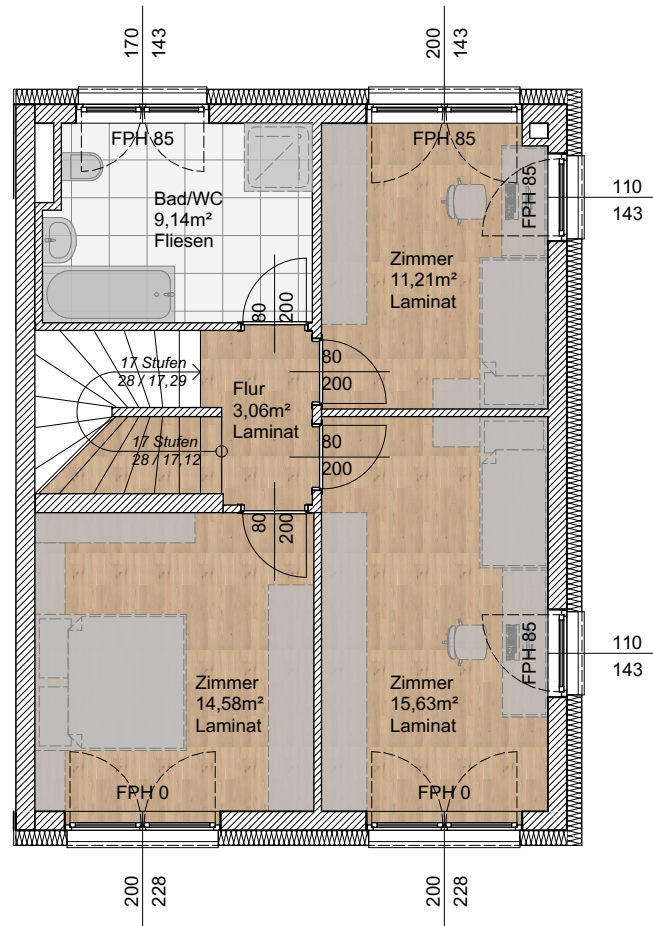 170
143
200
143
FPH 85
FPH 85
Bad/WC
9,14m²
Fliesen
FPH 85
110
143
Zimmer
11,21m²
Laminat
80
200
17 Stufen
28 / 17,29
80
200
Flur
3,06m²
Laminat
17 Stufen
28 / 17,12
80
200
80
200
Zimmer
14,58m²
Laminat
Zimmer
15,63m²
Laminat
FPH 85
110
143
FPH 0
FPH 0
200
228
200
228